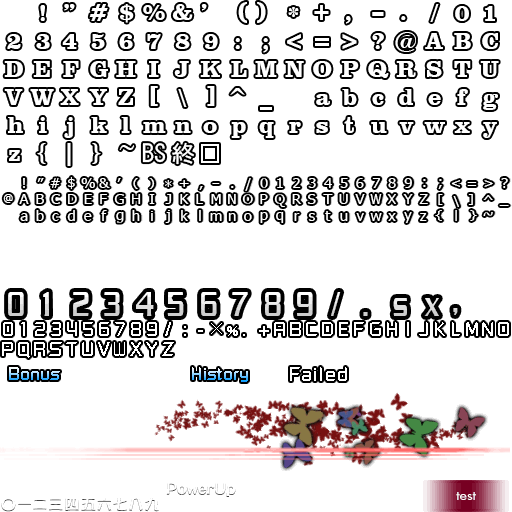 ! " # $ % & ' ( ) * + , - . / 0 1
2 3 4 5 6 7 8 9 : ; < = > ? @ A B C
D E F G H I J K L M N O P Q R S T U
V W X Y Z [ \ ] ^ _ a b c d e f g
h i j k l m n o p q r s t u v w x y
z { | } ~ BS 終 □
! " # $ % & ' ( ) * + , - . / 0 1 2 3 4 5 6 7 8 9 : ; < = > ?
@ A B C D E F G H I J K L M N O P Q R S T U V W X Y Z [ \ ] ^ _
a b c d e f g h i j k l m n o p q r s t u v w x y z { | } ~
0 1 2 3 4 5 6 7 8 9 / . s x ,
0 1 2 3 4 5 6 7 8 9 / : - × % . + A B C D E F G H I J K L M N O
P Q R S T U V W X Y Z
Bonus History Failed
PowerUp
〇一二三四五六七八九
test